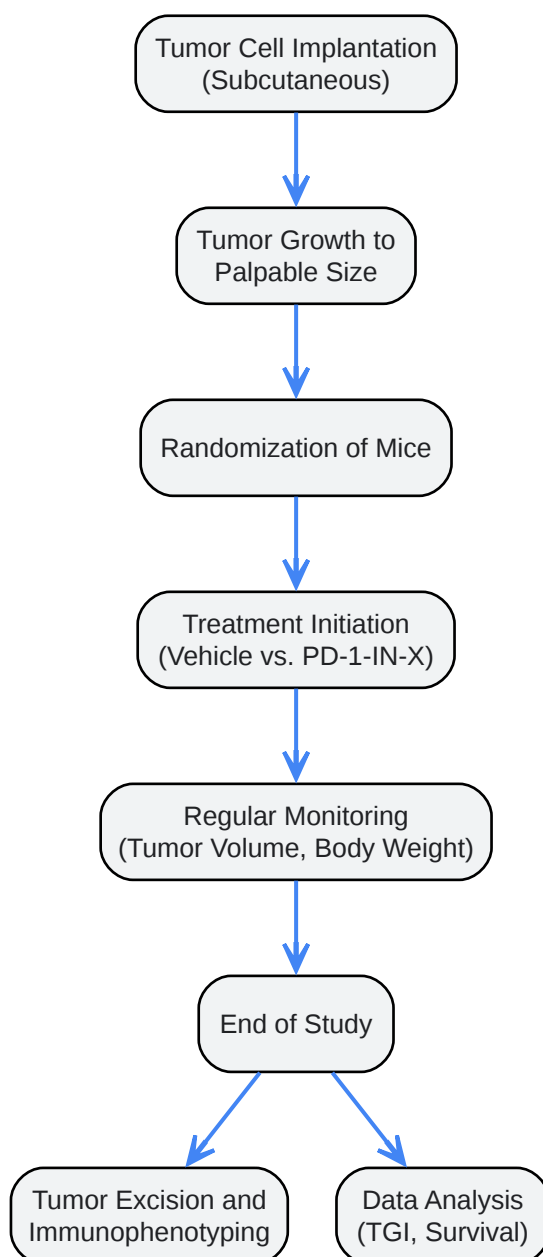 Tumor Cell Implantation
(Subcutaneous)
Tumor Growth to
Palpable Size
Randomization of Mice
Treatment Initiation
(Vehicle vs. PD-1-IN-X)
Regular Monitoring
(Tumor Volume, Body Weight)
End of Study
Tumor Excision and
Immunophenotyping
Data Analysis
(TGI, Survival)